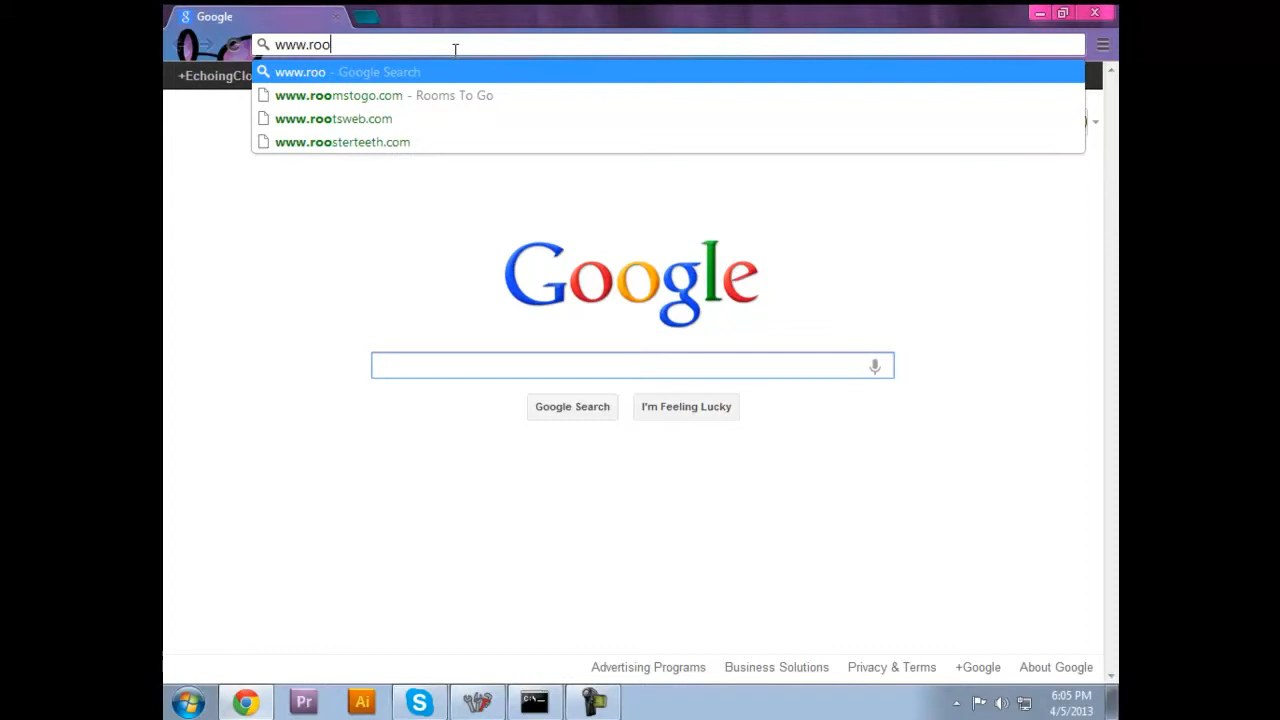 Google
www.roo
+EchoingClo
www.roo - Google Search
www.roomstogo.com - Rooms To Go
www.rootsweb.com
www.roosterteeth.com
Google
Google Search
I'm Feeling Lucky
Advertising Programs
Business Solutions
Privacy & Terms
+Google
About Google
Pr
Ai
C:\_
6:05 PM
4/5/2013